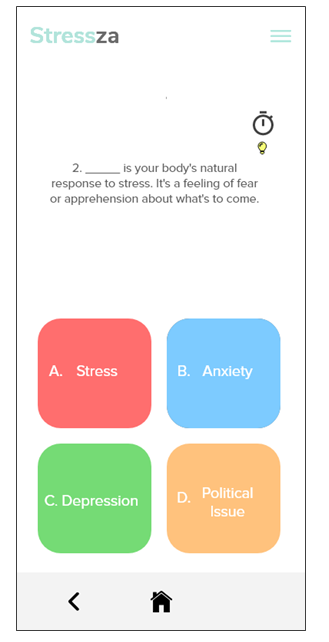 Stressza
2. _____ is your body's natural
response to stress. It's a feeling of fear
or apprehension about what's to come.
A. Stress
B. Anxiety
C. Depression
D. Political
Issue